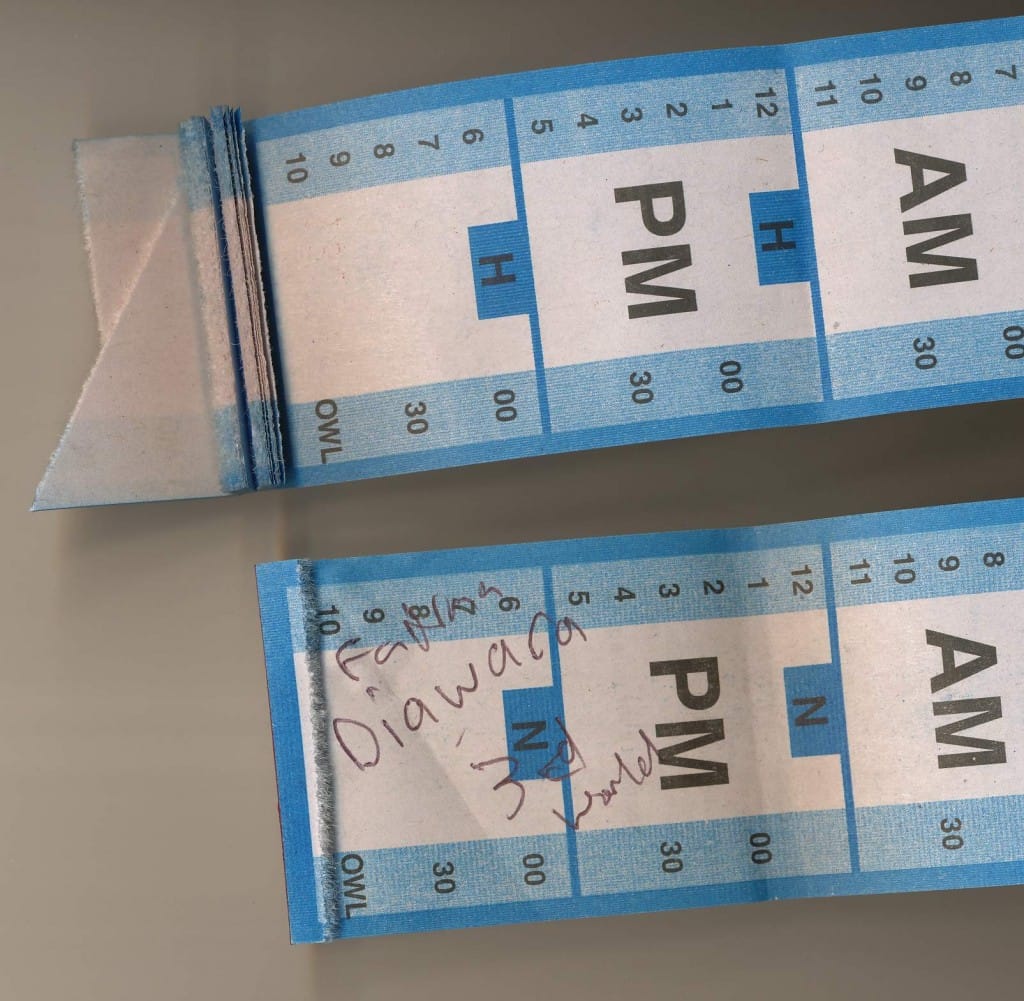 10 9 8 7 6 5 4 3 2 1 12 11 10 9 8 7
H PM H AM
OWL 30 00 30 00 30 00
10 9 8 7 6 5 4 3 2 1 12 11 10 9 8
Diawara
N PM N AM
3rd
world
OWL 30 00 30 00 30